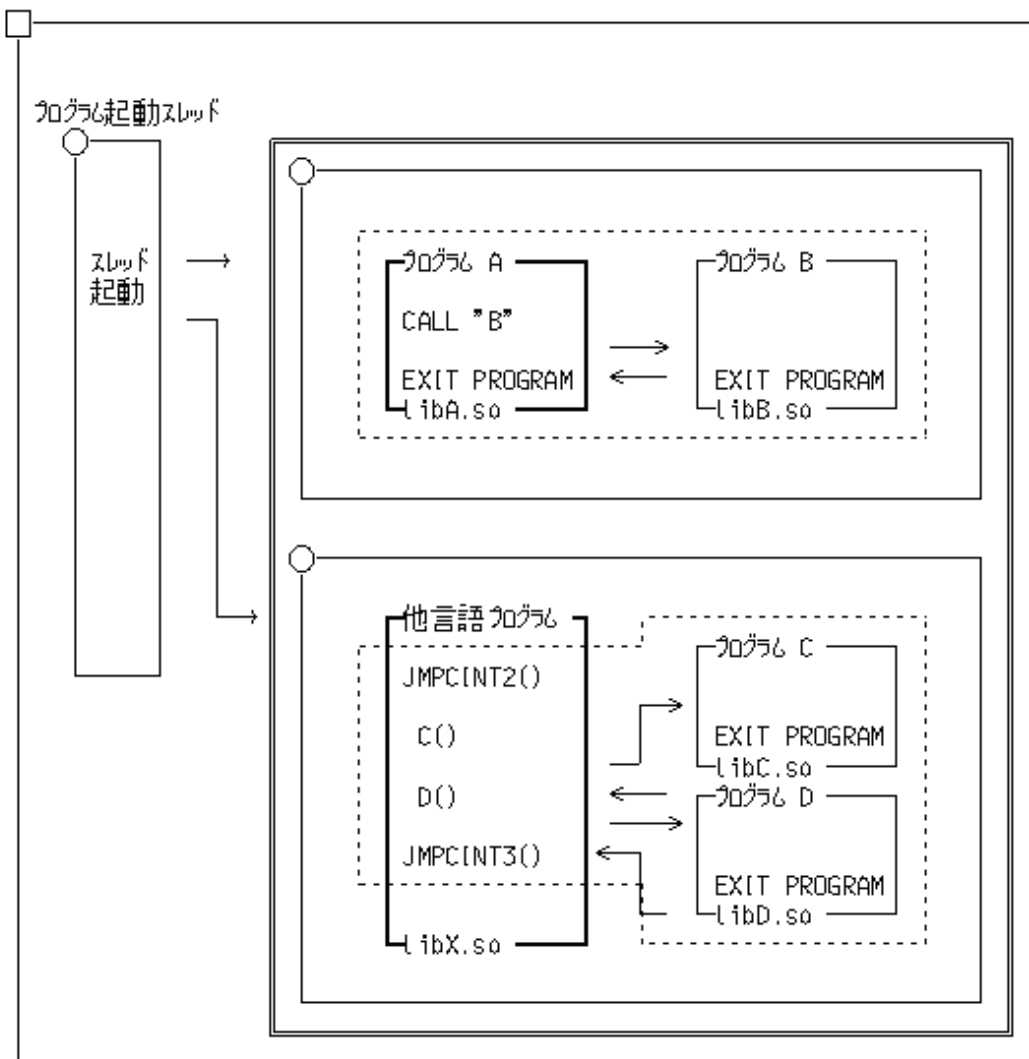 プログラム起動スレッド
スレッド
起動
プログラム A
CALL "B"
EXIT PROGRAM
libA.so
プログラム B
EXIT PROGRAM
libB.so
他言語プログラム
JMPCINT2()
C()
D()
JMPCINT3()
libX.so
プログラム C
EXIT PROGRAM
libC.so
プログラム D
EXIT PROGRAM
libD.so